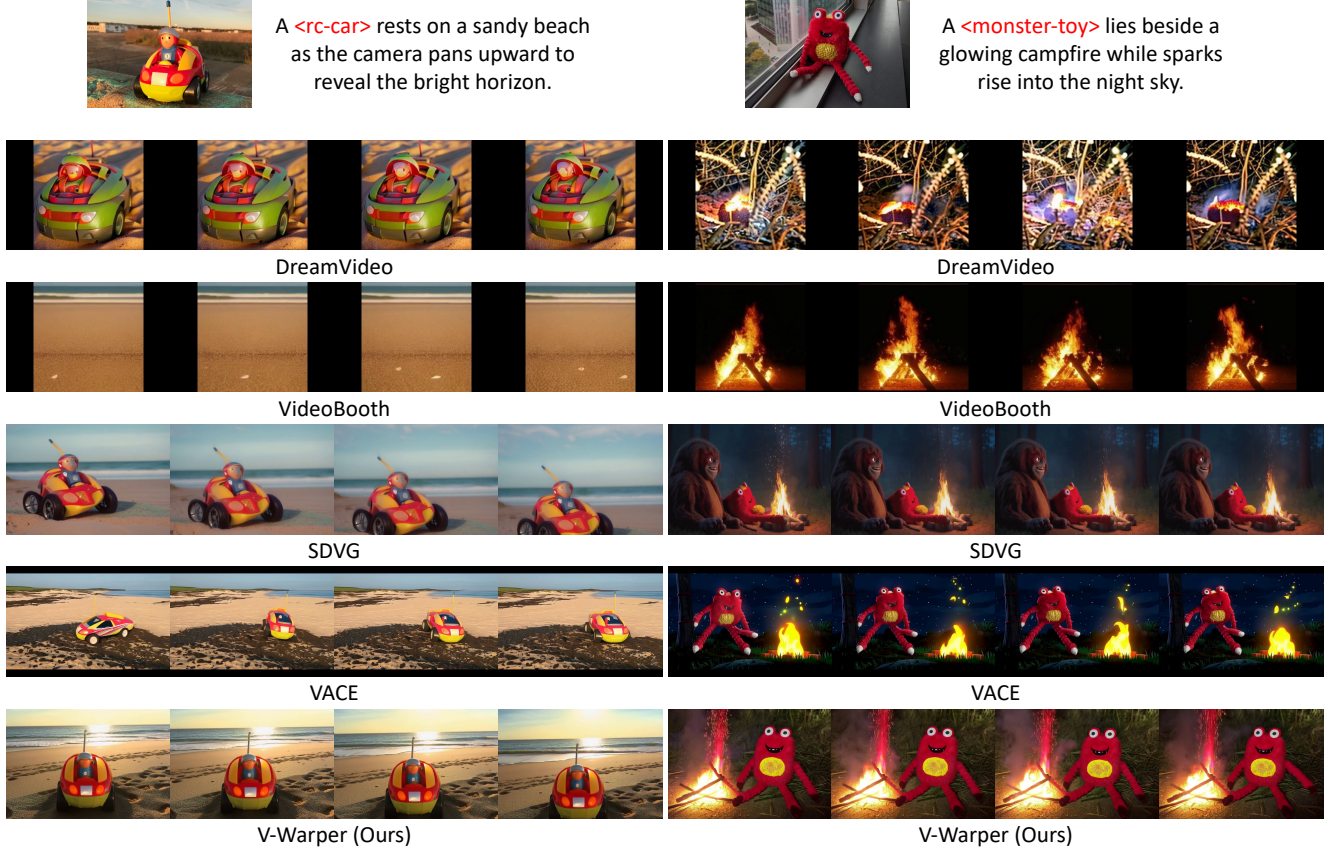 A <rc-car> rests on a sandy beach
as the camera pans upward to
reveal the bright horizon.
A <monster-toy> lies beside a
glowing campfire while sparks
rise into the night sky.
DreamVideo
DreamVideo
VideoBooth
VideoBooth
SDVG
SDVG
VACE
VACE
V-Warper (Ours)
V-Warper (Ours)